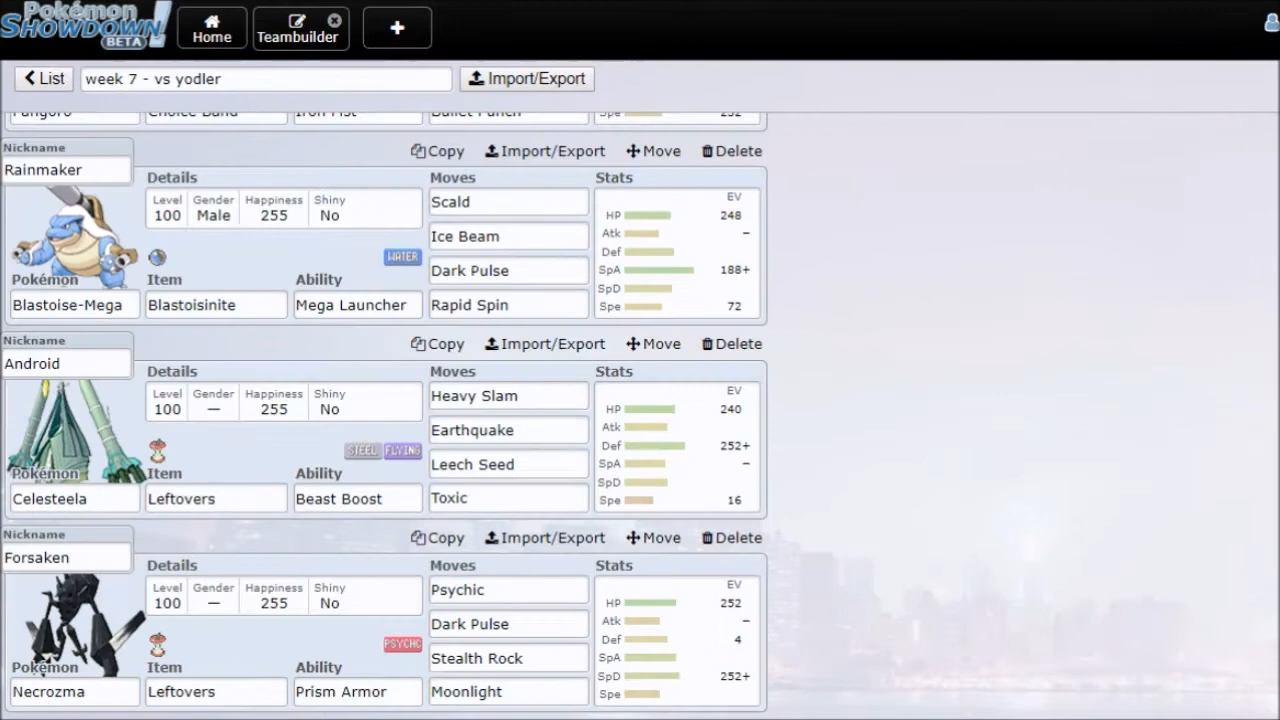 Pokémon
SHOWDOWN!
BETA
Home
Teambuilder
List
week 7 - vs yodler
Import/Export
Pangoro Choice Band Iron Fist Bullet Punch Spe 252
Nickname
Rainmaker
Copy Import/Export Move Delete
Details Moves Stats
Level Gender Happiness Shiny
100 Male 255 No
WATER
Pokémon Item Ability
Blastoise-Mega Blastoisinite Mega Launcher
Scald
Ice Beam
Dark Pulse
Rapid Spin
EV
HP 248
Atk –
Def
SpA 188+
SpD
Spe 72
Nickname
Android
Copy Import/Export Move Delete
Details Moves Stats
Level Gender Happiness Shiny
100 — 255 No
STEEL FLYING
Pokémon Item Ability
Celesteela Leftovers Beast Boost
Heavy Slam
Earthquake
Leech Seed
Toxic
EV
HP 240
Atk
Def 252+
SpA –
SpD
Spe 16
Nickname
Forsaken
Copy Import/Export Move Delete
Details Moves Stats
Level Gender Happiness Shiny
100 — 255 No
PSYCHC
Pokémon Item Ability
Necrozma Leftovers Prism Armor
Psychic
Dark Pulse
Stealth Rock
Moonlight
EV
HP 252
Atk –
Def 4
SpA
SpD 252+
Spe